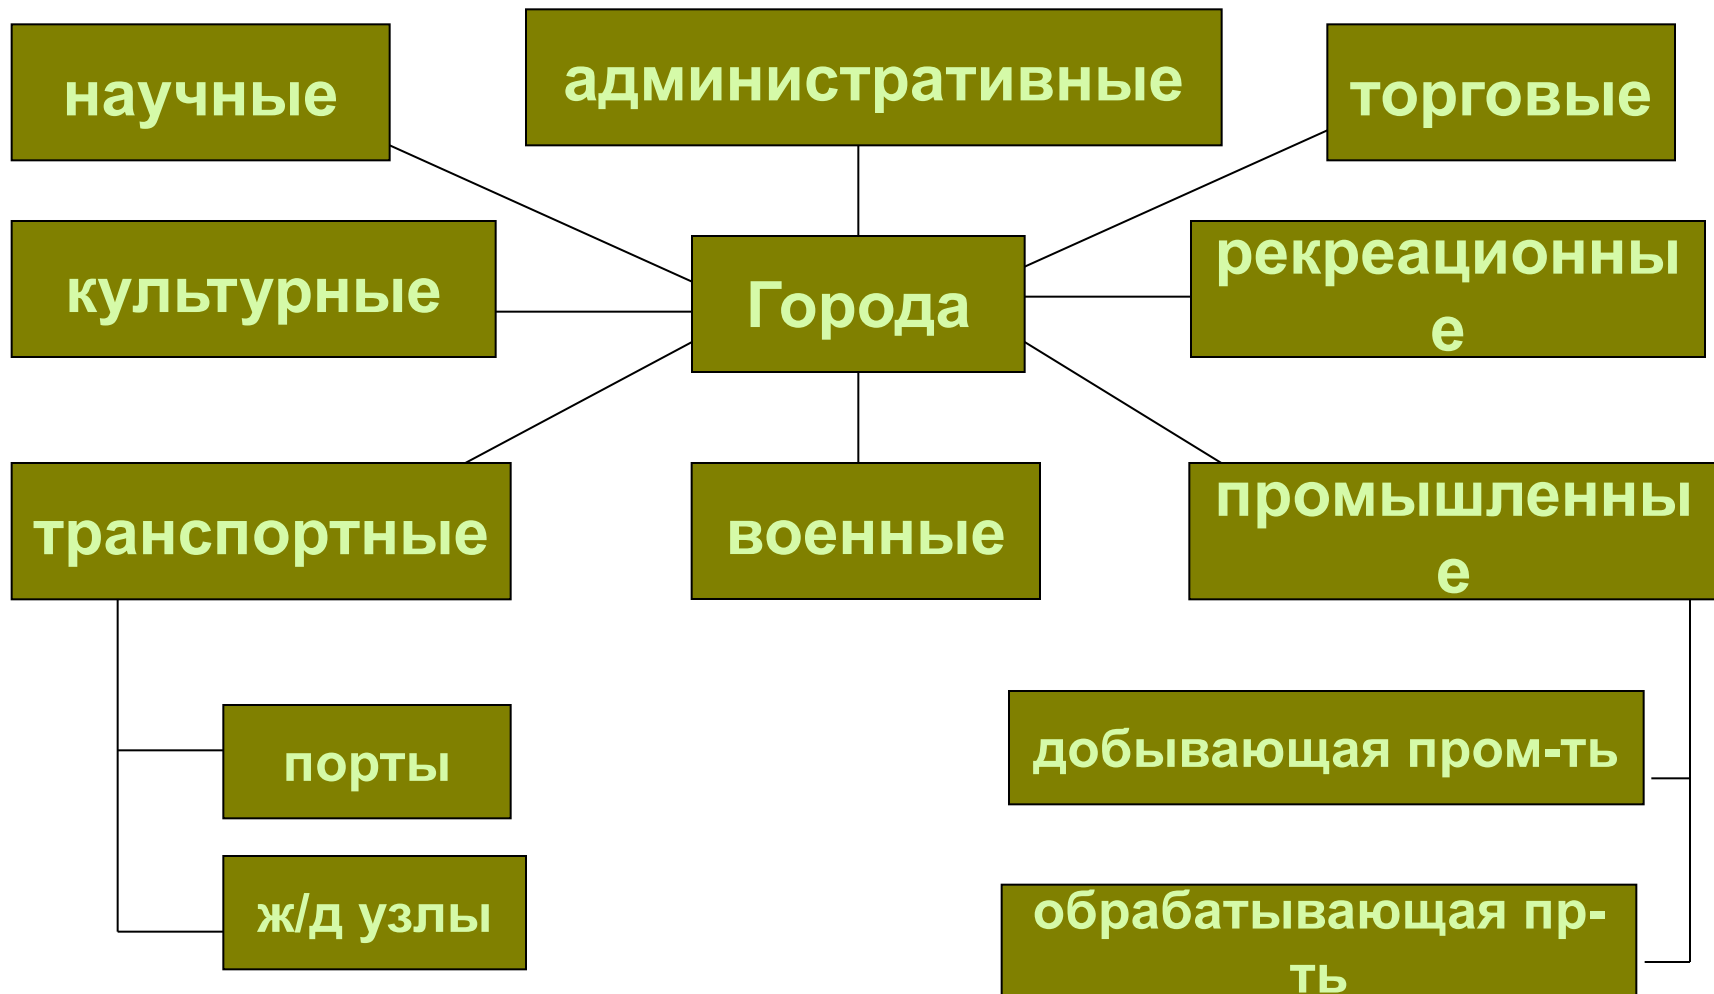 научные
административные
торговые
культурные
Города
рекреационны
е
транспортные
военные
промышленны
е
порты
добывающая пром-ть
ж/д узлы
обрабатывающая пр-
ть